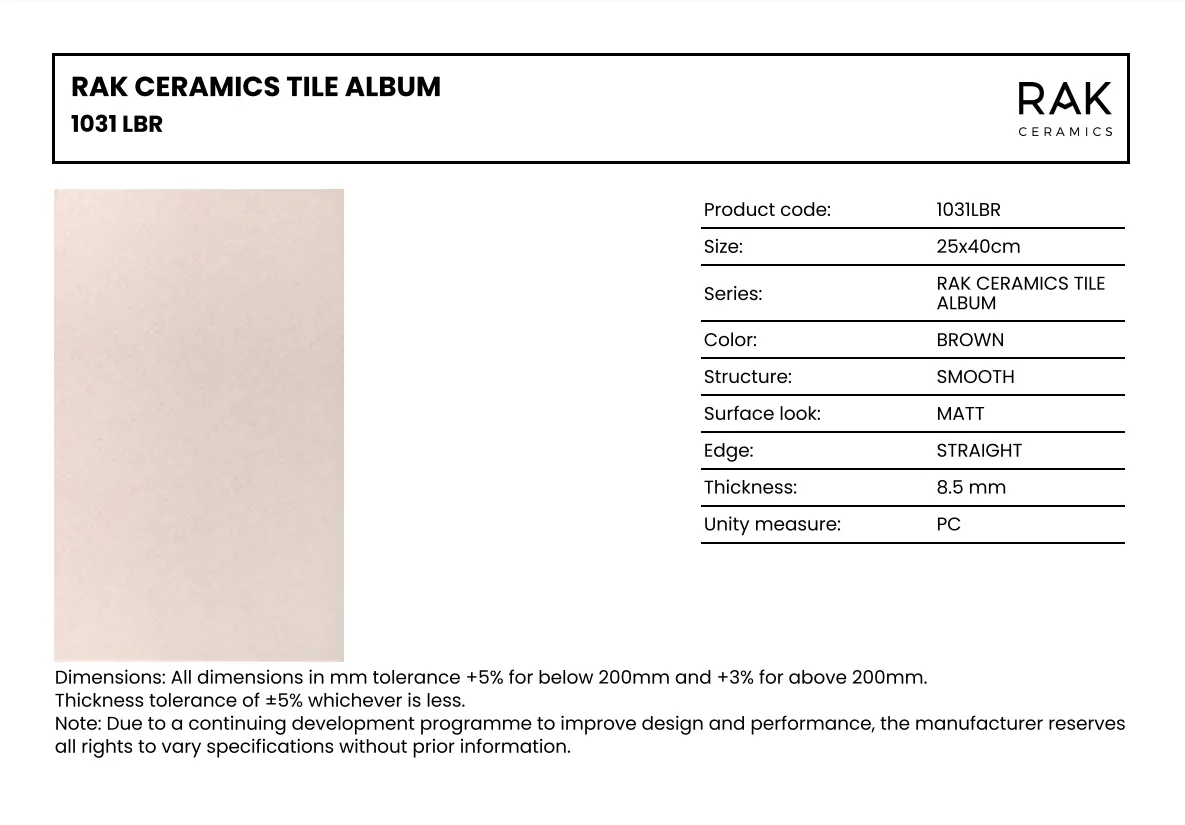 RAK CERAMICS TILE ALBUM
1031 LBR
RAK
CERAMICS
Product code: 1031LBR
Size: 25x40cm
Series: RAK CERAMICS TILE
ALBUM
Color: BROWN
Structure: SMOOTH
Surface look: MATT
Edge: STRAIGHT
Thickness: 8.5 mm
Unity measure: PC
Dimensions: All dimensions in mm tolerance +5% for below 200mm and +3% for above 200mm.
Thickness tolerance of ±5% whichever is less.
Note: Due to a continuing development programme to improve design and performance, the manufacturer reserves
all rights to vary specifications without prior information.